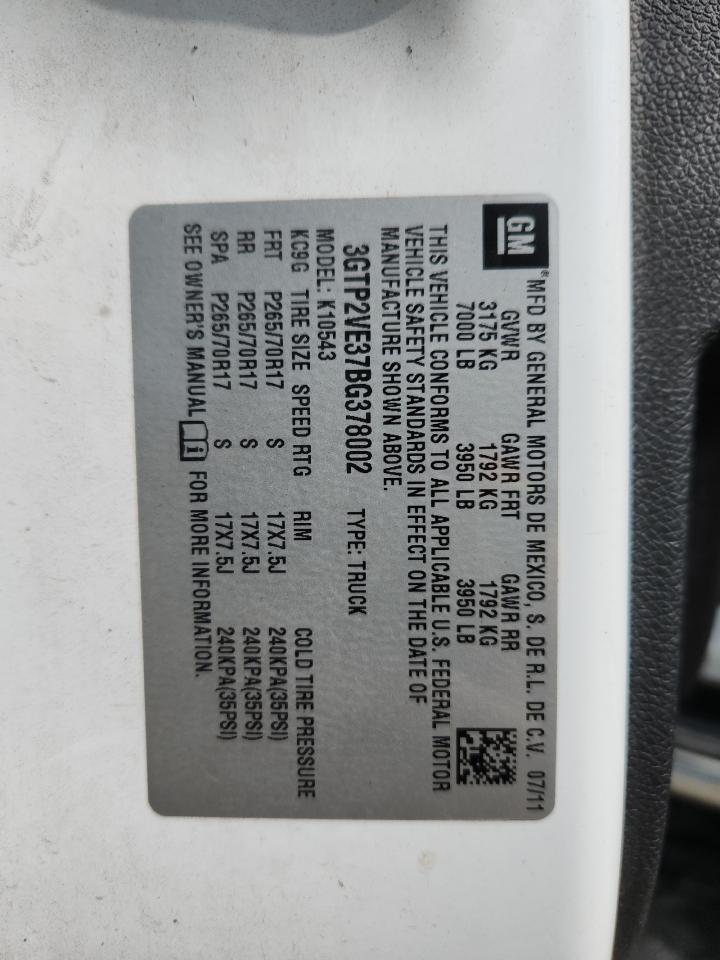 GM
® MFD BY GENERAL MOTORS DE MEXICO, S. DE R.L. DE C.V. 07/11
GVWR GAWR FRT GAWR RR
3175 KG 1792 KG 1792 KG
7000 LB 3950 LB 3950 LB
THIS VEHICLE CONFORMS TO ALL APPLICABLE U.S. FEDERAL MOTOR
VEHICLE SAFETY STANDARDS IN EFFECT ON THE DATE OF
MANUFACTURE SHOWN ABOVE.
3GTP2VE37BG378002 TYPE: TRUCK
MODEL: K10543
KC9G TIRE SIZE SPEED RTG RIM COLD TIRE PRESSURE
FRT P265/70R17 S 17X7.5J 240KPA(35PSI)
RR P265/70R17 S 17X7.5J 240KPA(35PSI)
SPA P265/70R17 S 17X7.5J 240KPA(35PSI)
SEE OWNER'S MANUAL i FOR MORE INFORMATION.